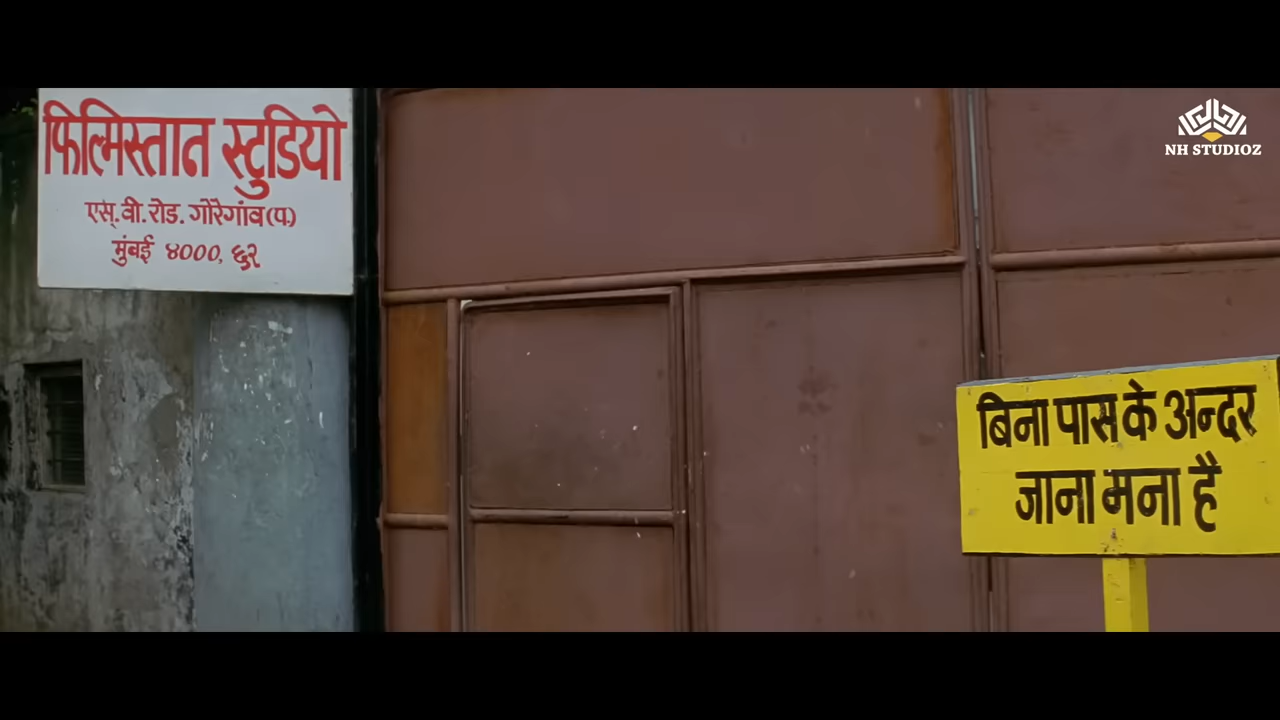 फिल्मिस्तान स्टुडियो
एस्.वी.रोड. गोरेगांव(प.)
मुंबई ४०००, ६२
NH STUDIOZ
बिना पास के अन्दर
जाना मना है